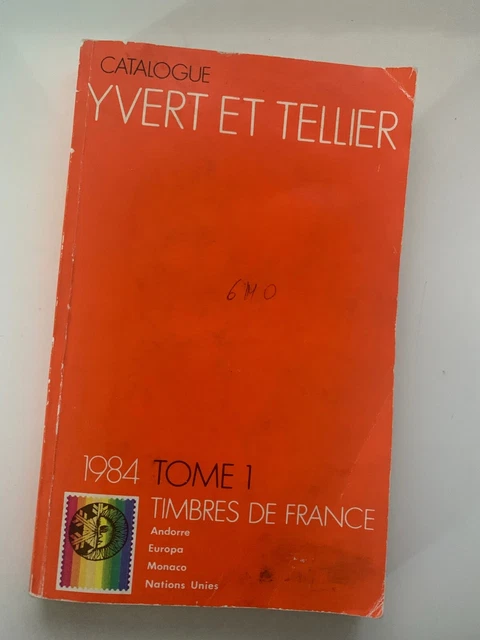 CATALOGUE
YVERT ET TELLIER
1984 TOME 1
TIMBRES DE FRANCE
Andorre
Europa
Monaco
Nations Unies